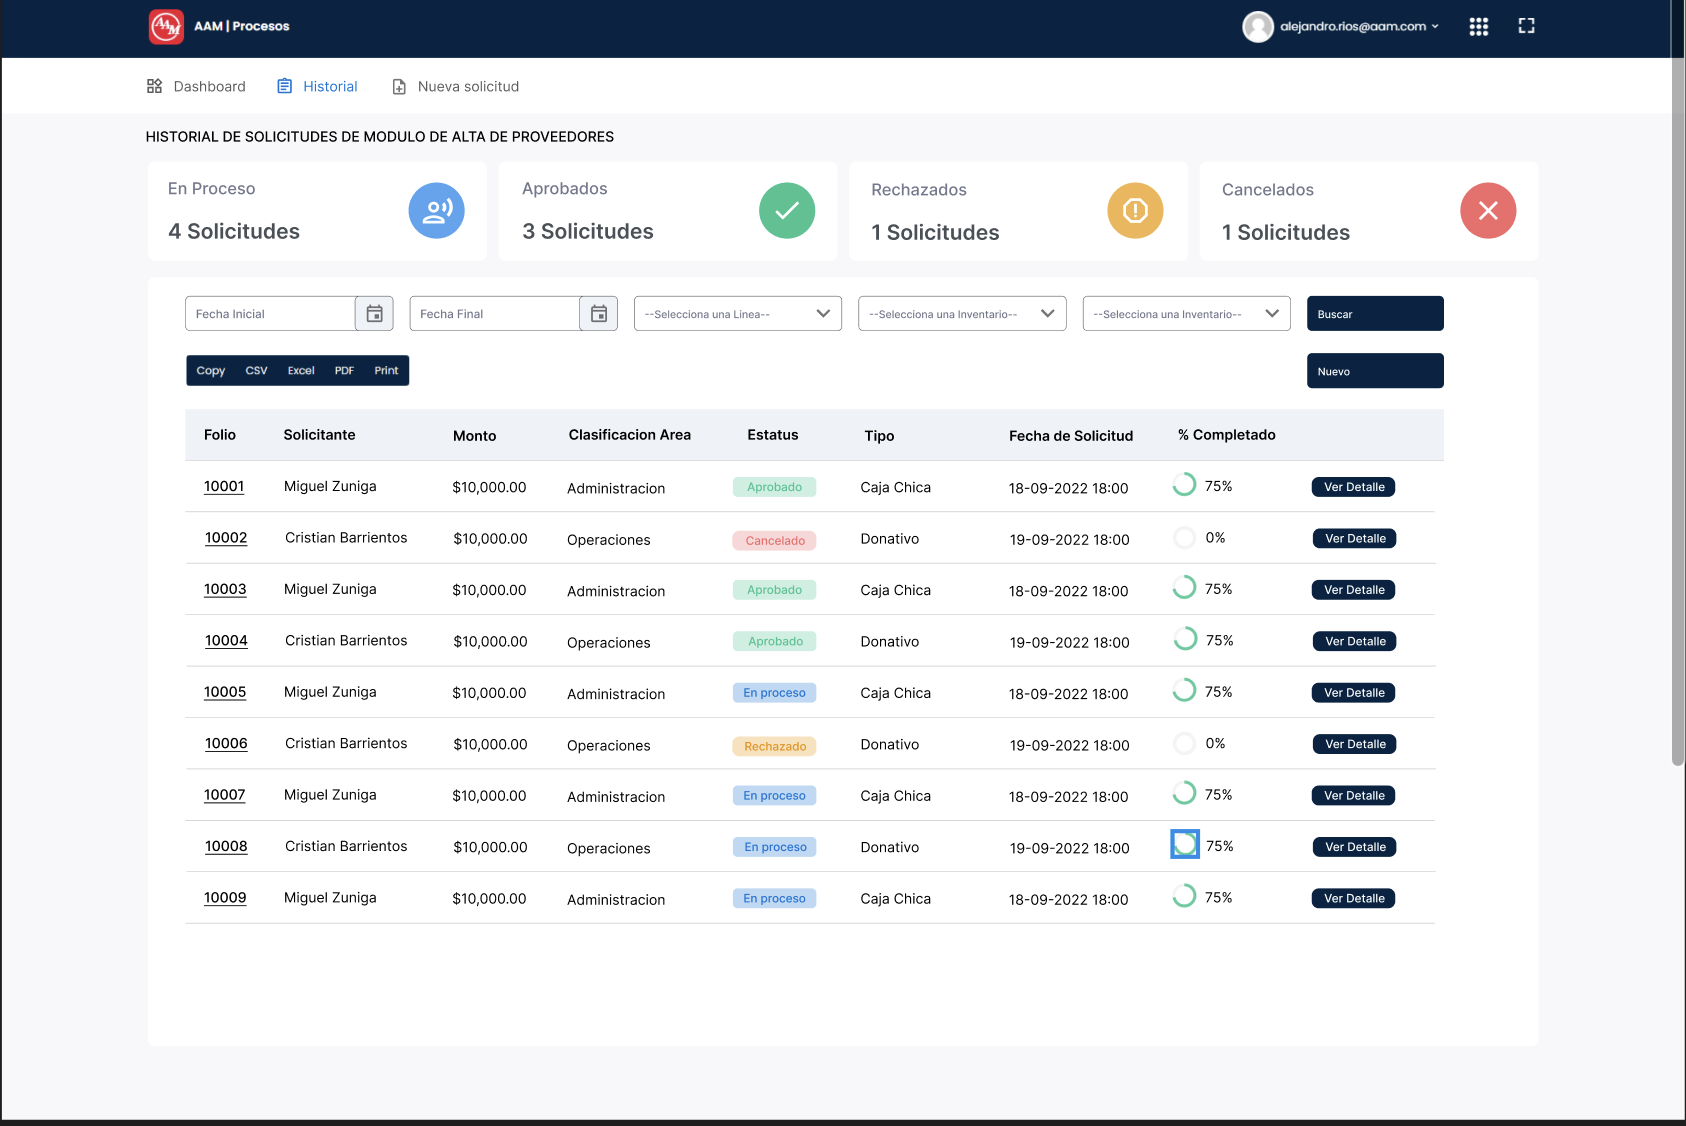 AAM | Procesos
alejandro.rios@aam.com
Dashboard
Historial
Nueva solicitud
HISTORIAL DE SOLICITUDES DE MODULO DE ALTA DE PROVEEDORES
En Proceso
4 Solicitudes
Aprobados
3 Solicitudes
Rechazados
1 Solicitudes
Cancelados
1 Solicitudes
Fecha Inicial
Fecha Final
--Selecciona una Linea--
--Selecciona una Inventario--
--Selecciona una Inventario--
Buscar
Copy CSV Excel PDF Print
Nuevo
Folio Solicitante Monto Clasificacion Area Estatus Tipo Fecha de Solicitud % Completado
10001 Miguel Zuniga $10,000.00 Administracion Aprobado Caja Chica 18-09-2022 18:00 75% Ver Detalle
10002 Cristian Barrientos $10,000.00 Operaciones Cancelado Donativo 19-09-2022 18:00 0% Ver Detalle
10003 Miguel Zuniga $10,000.00 Administracion Aprobado Caja Chica 18-09-2022 18:00 75% Ver Detalle
10004 Cristian Barrientos $10,000.00 Operaciones Aprobado Donativo 19-09-2022 18:00 75% Ver Detalle
10005 Miguel Zuniga $10,000.00 Administracion En proceso Caja Chica 18-09-2022 18:00 75% Ver Detalle
10006 Cristian Barrientos $10,000.00 Operaciones Rechazado Donativo 19-09-2022 18:00 0% Ver Detalle
10007 Miguel Zuniga $10,000.00 Administracion En proceso Caja Chica 18-09-2022 18:00 75% Ver Detalle
10008 Cristian Barrientos $10,000.00 Operaciones En proceso Donativo 19-09-2022 18:00 75% Ver Detalle
10009 Miguel Zuniga $10,000.00 Administracion En proceso Caja Chica 18-09-2022 18:00 75% Ver Detalle